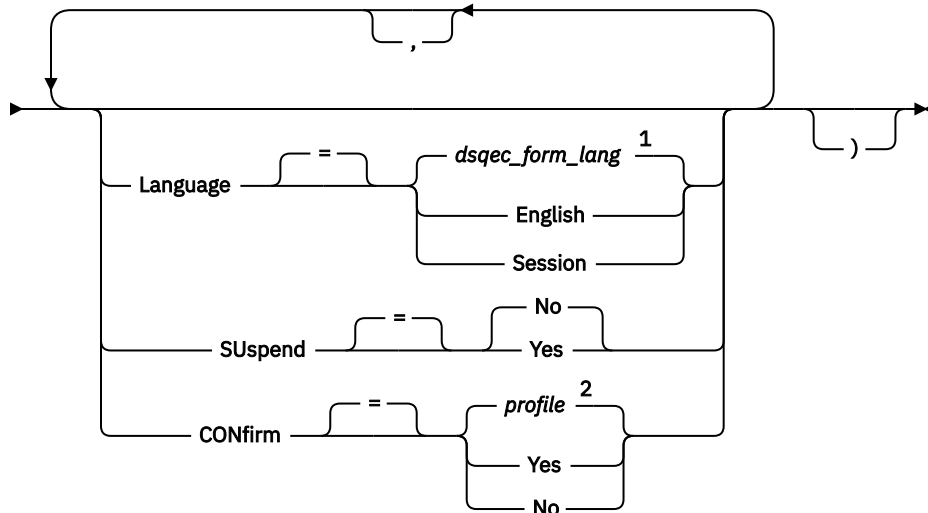 ,
= dsqec_form_lang 1
Language )
English
Session
= No
SUspend Yes
= profile 2
CONfirm
Yes
No